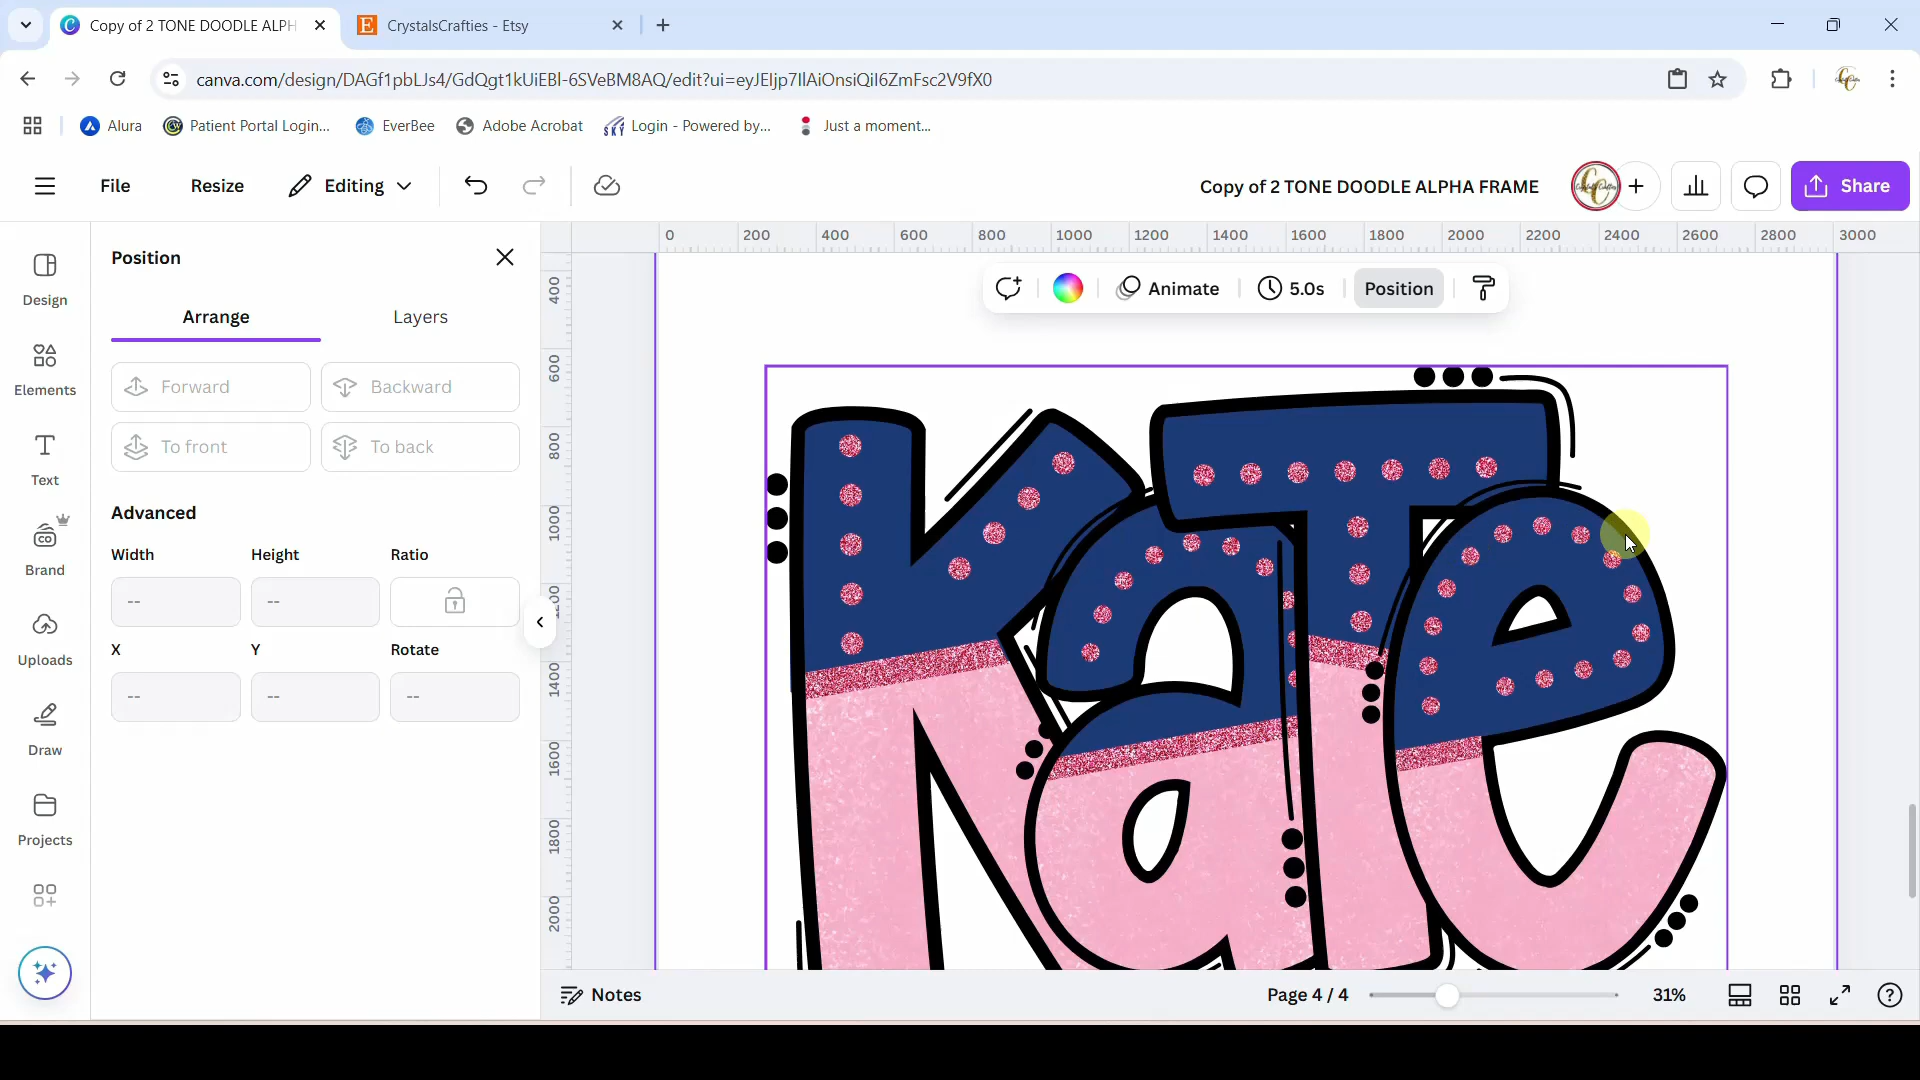 Copy of 2 TONE DOODLE ALPH
CrystalsCrafties - Etsy
canva.com/design/DAGf1pbLJs4/GdQgt1kUiEBl-6SVeBM8AQ/edit?ui=eyJEIjp7IlAiOnsiQiI6ZmFsc2V9fX0
Alura
Patient Portal Login...
EverBee
Adobe Acrobat
Login - Powered by...
Just a moment...
File
Resize
Editing
Copy of 2 TONE DOODLE ALPHA FRAME
Share
Design
Elements
Text
Brand
Uploads
Draw
Projects
Position
Arrange
Layers
Forward
Backward
To front
To back
Advanced
Width
Height
Ratio
--
--
X
Y
Rotate
--
--
--
0 200 400 600 800 1000 1200 1400 1600 1800 2000 2200 2400 2600 2800 3000
400
600
800
1000
1200
1400
1600
1800
2000
Animate
5.0s
Position
KaTe
Notes
Page 4 / 4
31%